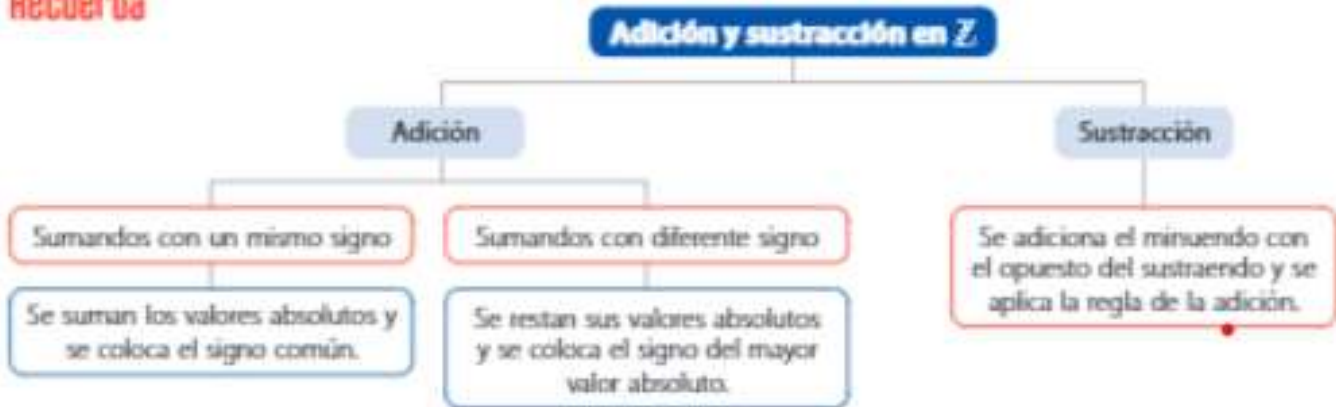 Recuerda
Adición y sustracción en ℤ
Adición
Sustracción
Sumandos con un mismo signo
Sumandos con diferente signo
Se adiciona el minuendo con
el opuesto del sustraendo y se
aplica la regla de la adición.
Se suman los valores absolutos y
se coloca el signo común.
Se restan sus valores absolutos
y se coloca el signo del mayor
valor absoluto.